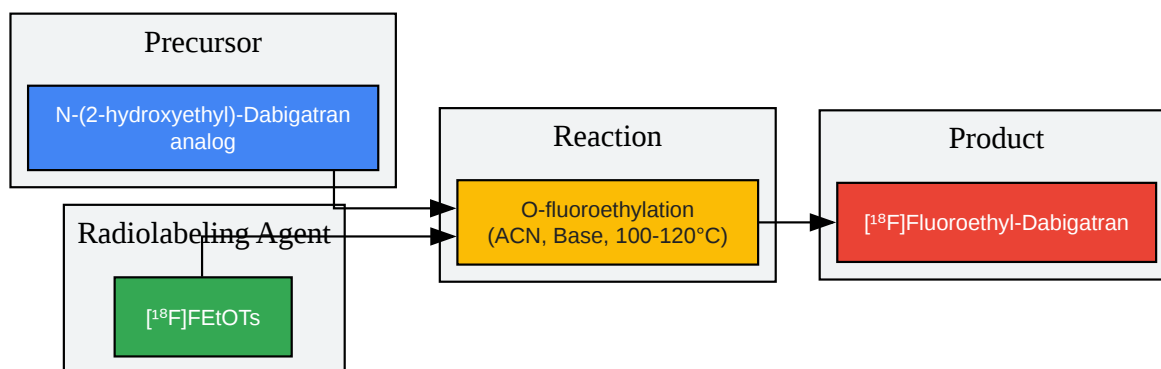 Precursor
N-(2-hydroxyethyl)-Dabigatran
analog
Radiolabeling Agent
[¹⁸F]FEtOTs
Reaction
O-fluoroethylation
(ACN, Base, 100-120°C)
Product
[¹⁸F]Fluoroethyl-Dabigatran